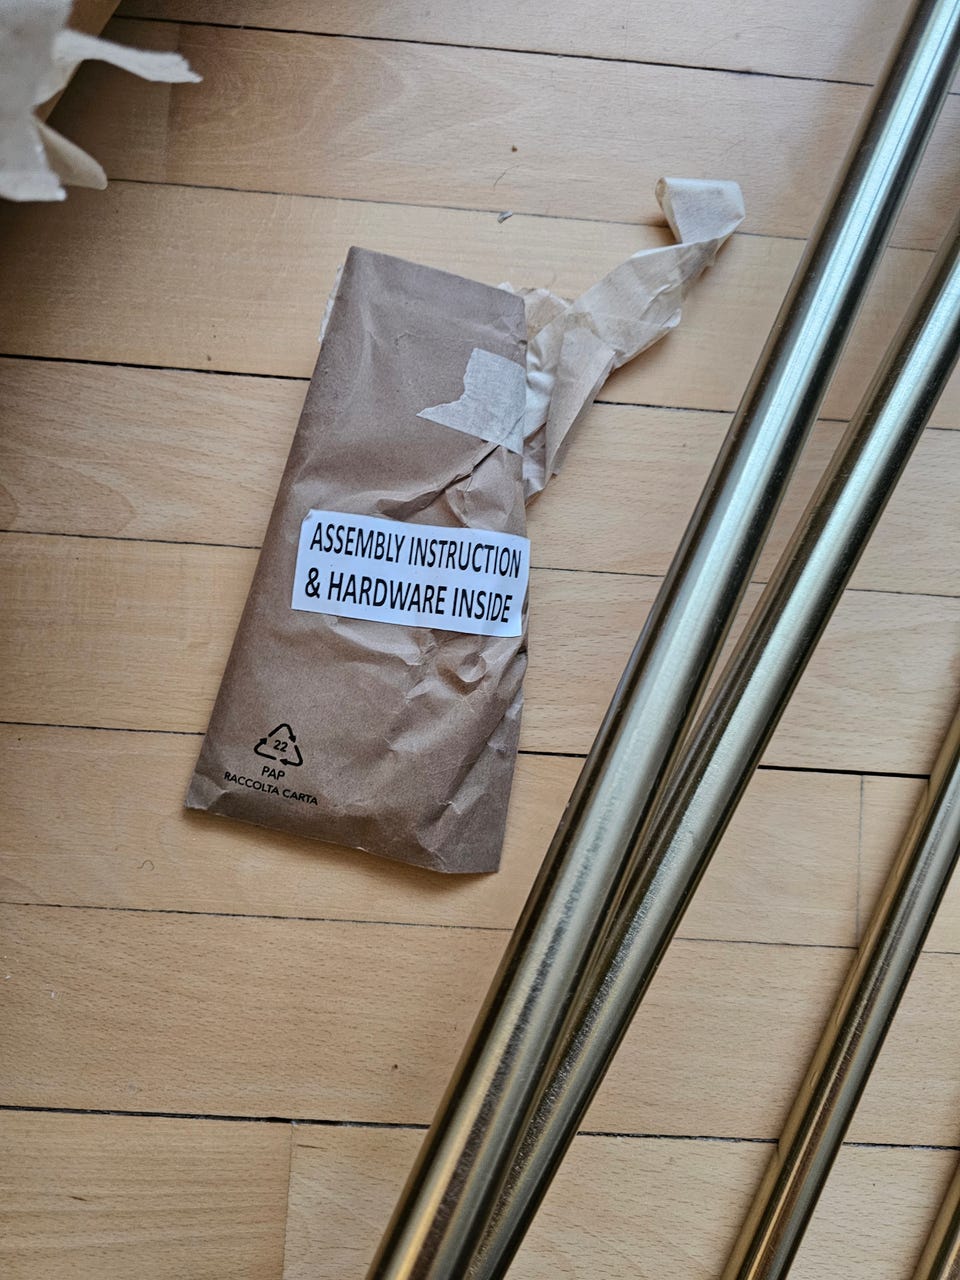 ASSEMBLY INSTRUCTION
& HARDWARE INSIDE
22
PAP
RACCOLTA CARTA